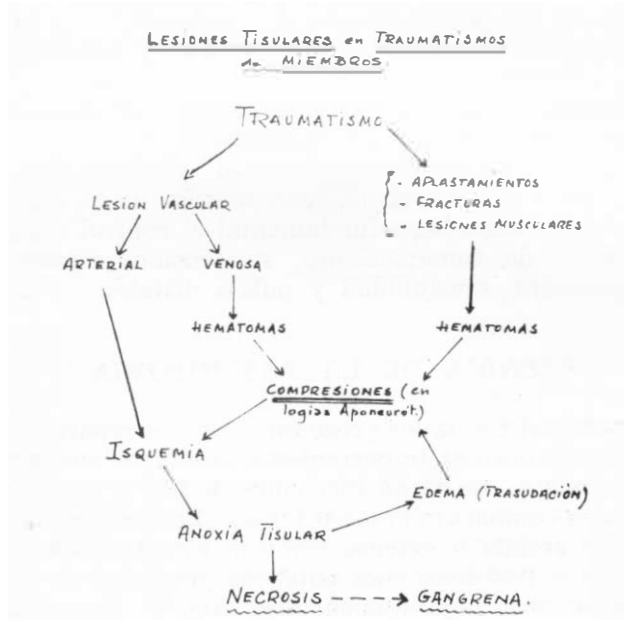 LESIONES TISULARES en TRAUMATISMOS
de MIEMBROS.
TRAUMATISMO
LESION VASCULAR
- APLASTAMIENTOS
- FRACTURAS
- LESIONES MUSCULARES
ARTERIAL
VENOSA
HEMATOMAS
HEMATOMAS
COMPRESIONES (en
logias Aponeurót.)
ISQUEMIA
EDEMA (TRASUDACIÓN)
ANOXIA TISULAR
NECROSIS
GANGRENA.